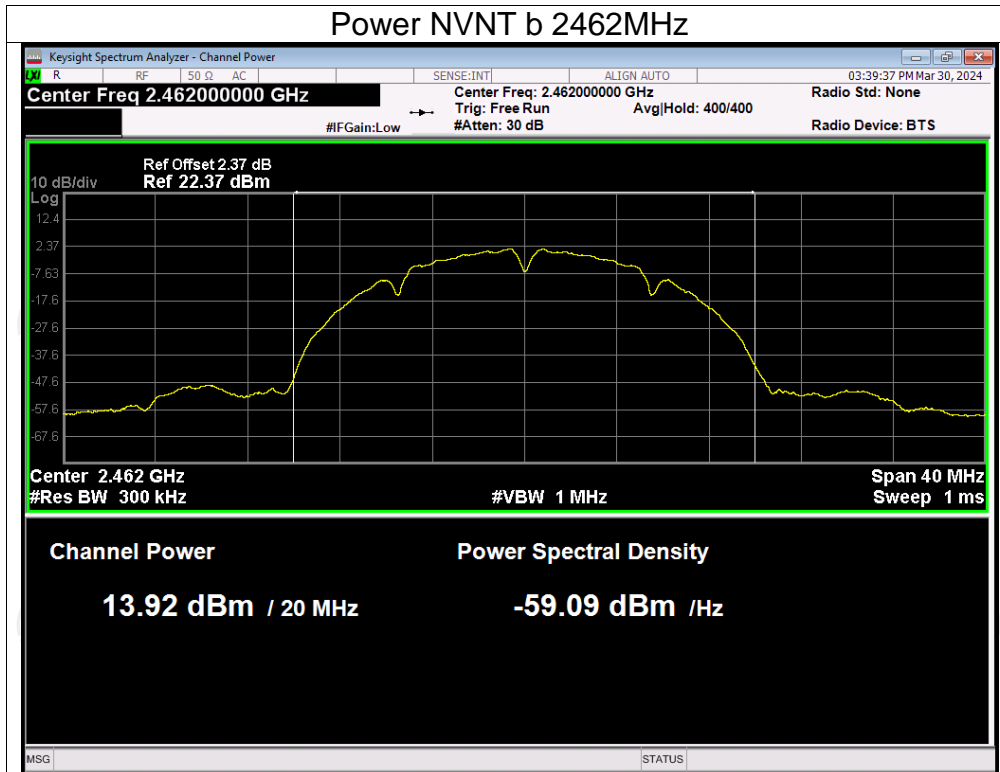 Power NVNT b 2462MHz
Keysight Spectrum Analyzer - Channel Power
LXI R RF 50 Ω AC SENSE:INT ALIGN AUTO 03:39:37 PM Mar 30, 2024
Center Freq 2.462000000 GHz
Center Freq: 2.462000000 GHz
Radio Std: None
Trig: Free Run Avg|Hold: 400/400
#IFGain:Low #Atten: 30 dB Radio Device: BTS
Ref Offset 2.37 dB
10 dB/div Ref 22.37 dBm
Log
12.4
2.37
-7.63
-17.6
-27.6
-37.6
-47.6
-57.6
-67.6
Center 2.462 GHz Span 40 MHz
#Res BW 300 kHz #VBW 1 MHz Sweep 1 ms
Channel Power Power Spectral Density
13.92 dBm / 20 MHz -59.09 dBm /Hz
MSG STATUS